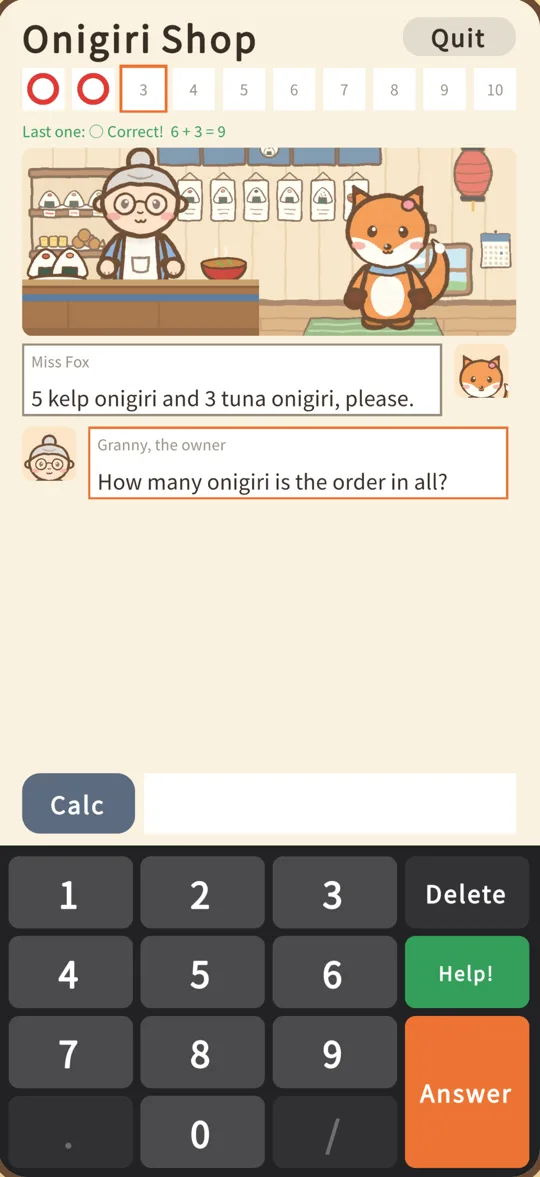 Onigiri Shop
Quit
3 4 5 6 7 8 9 10
Last one: ○ Correct! 6 + 3 = 9
Miss Fox
5 kelp onigiri and 3 tuna onigiri, please.
Granny, the owner
How many onigiri is the order in all?
Calc
1 2 3 Delete
4 5 6 Help!
7 8 9
Answer
. 0 /